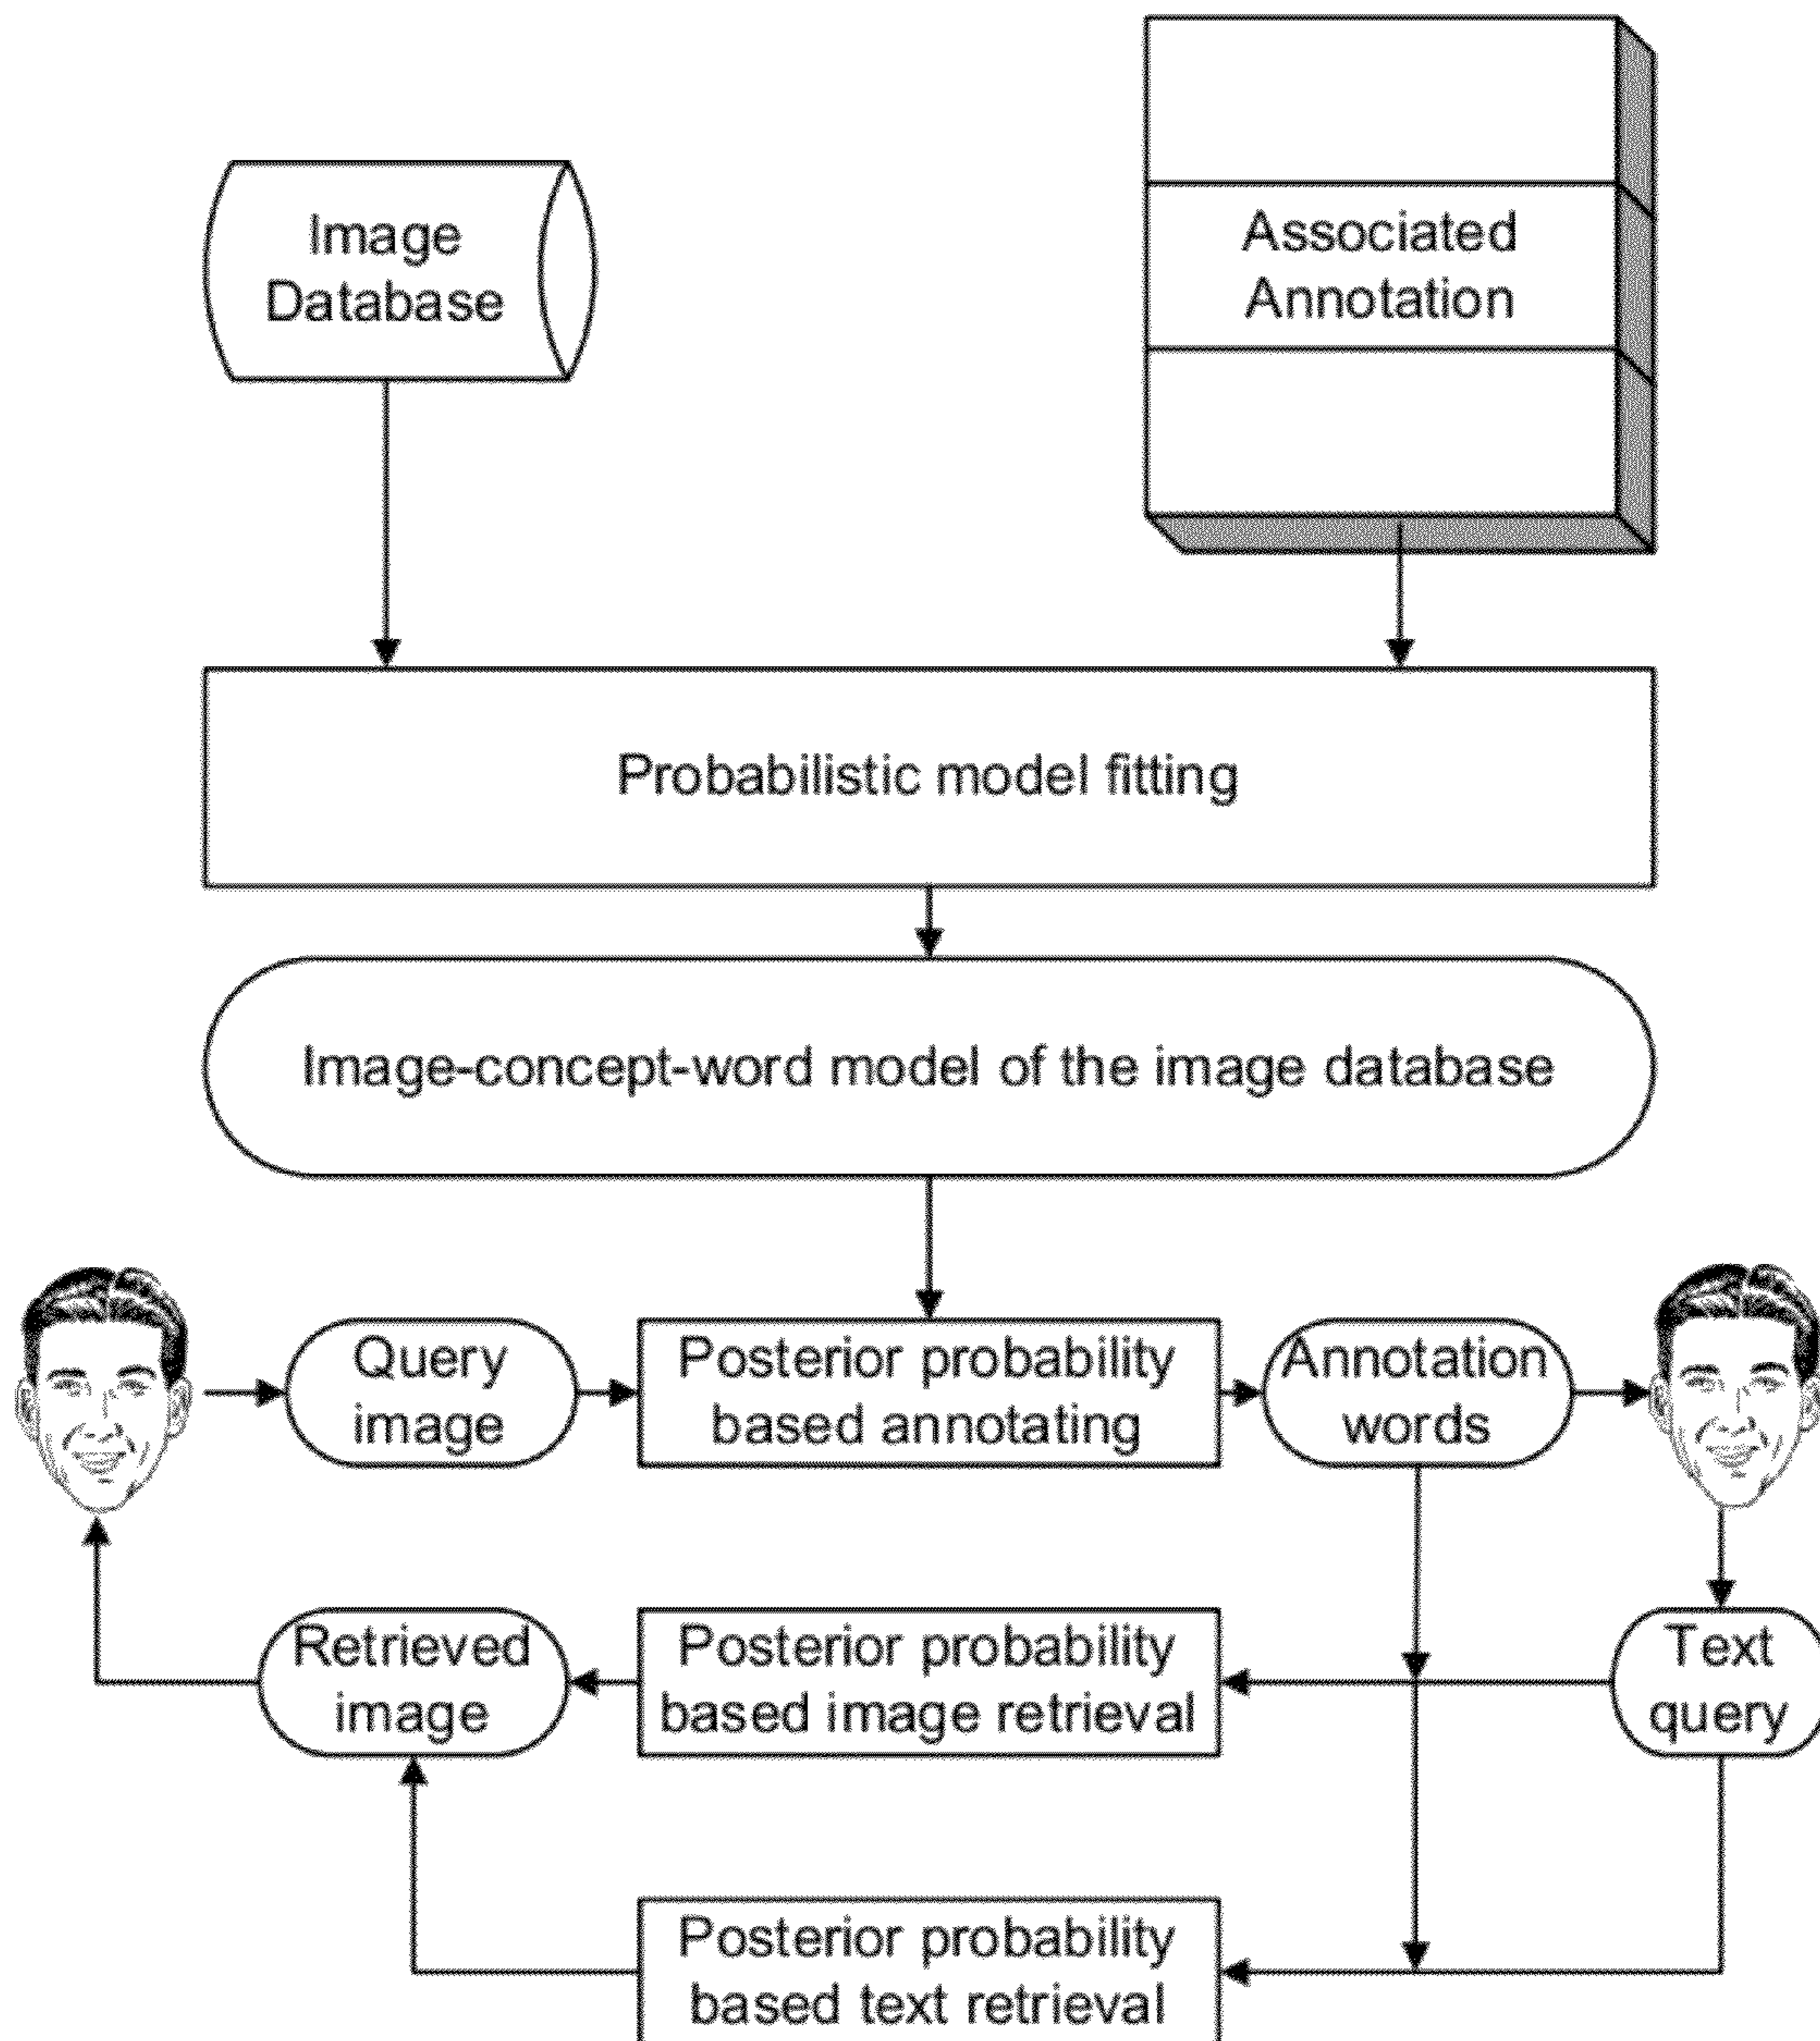 Image
Database
Associated
Annotation
Probabilistic model fitting
Image-concept-word model of the image database
Query
image
Posterior probability
based annotating
Annotation
words
Retrieved
image
Posterior probability
based image retrieval
Text
query
Posterior probability
based text retrieval